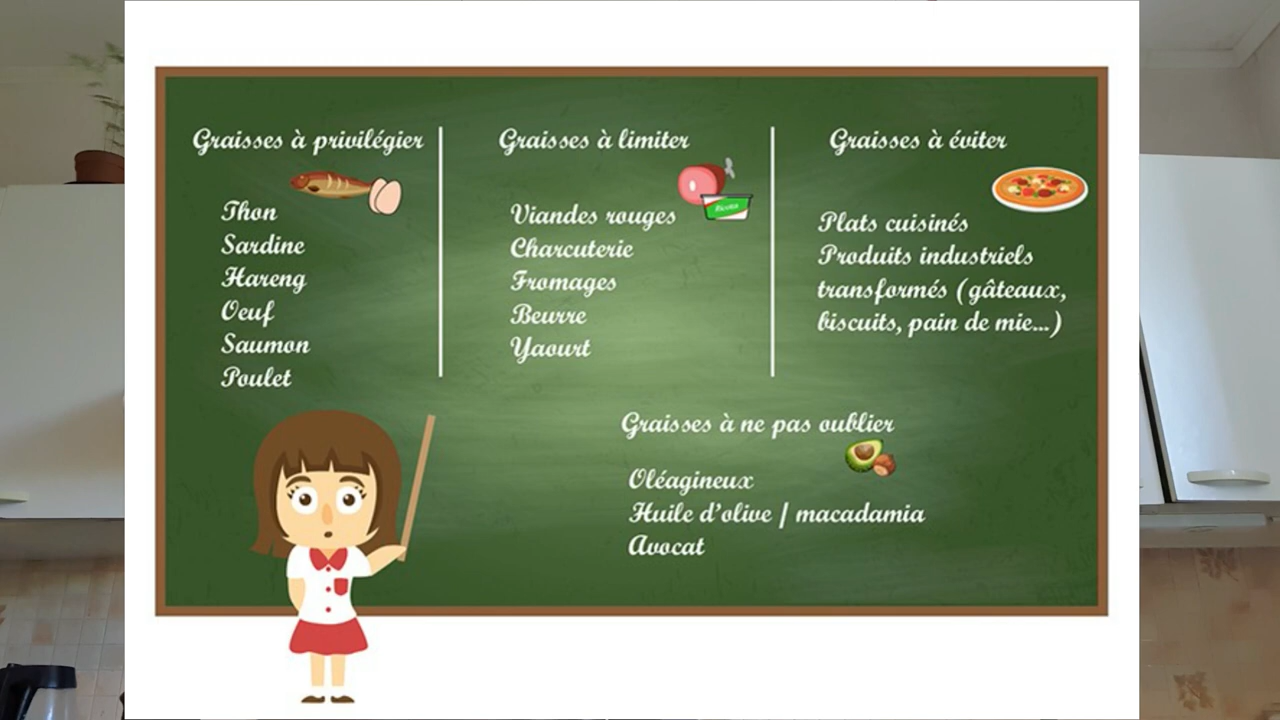 Graisses à privilégier
Thon
Sardine
Hareng
Oeuf
Saumon
Poulet
Graisses à limiter
Ricotta
Viandes rouges
Charcuterie
Fromages
Beurre
Yaourt
Graisses à éviter
Plats cuisinés
Produits industriels
transformés (gâteaux,
biscuits, pain de mie...)
Graisses à ne pas oublier
Oléagineux
Huile d'olive / macadamia
Avocat